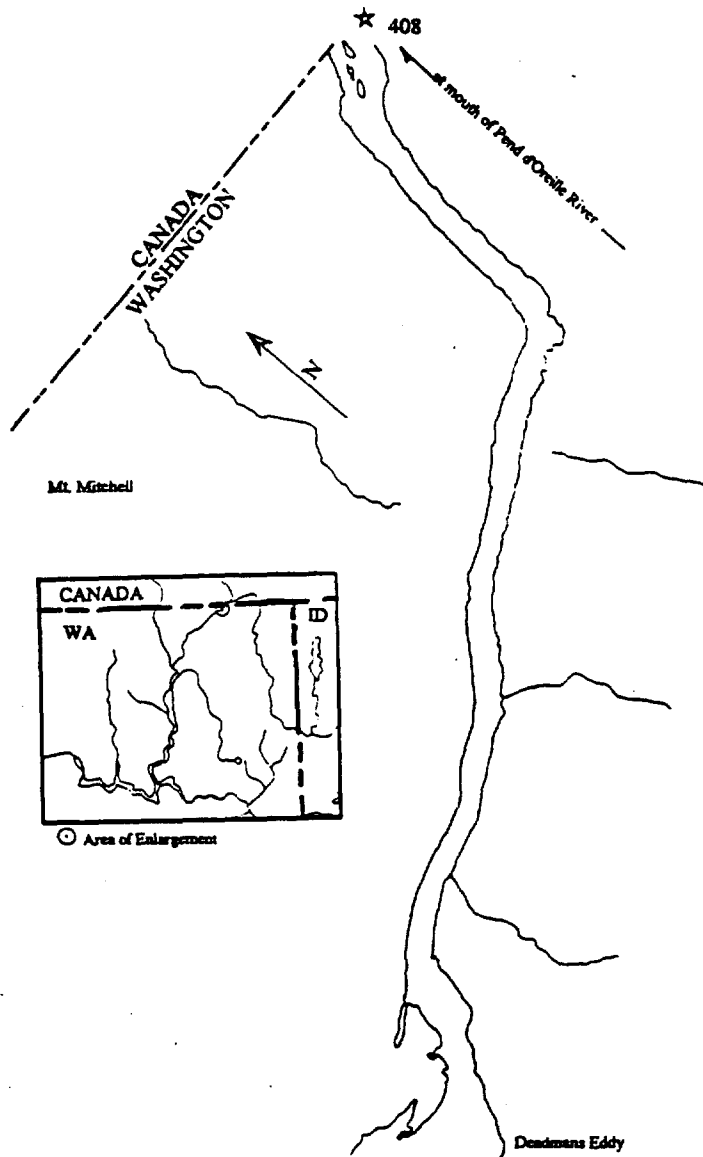 408
at mouth of Pend d'Oreille River
CANADA
WASHINGTON
N
Mt. Mitchell
CANADA
ID
WA
Area of Enlargement
Deadmans Eddy